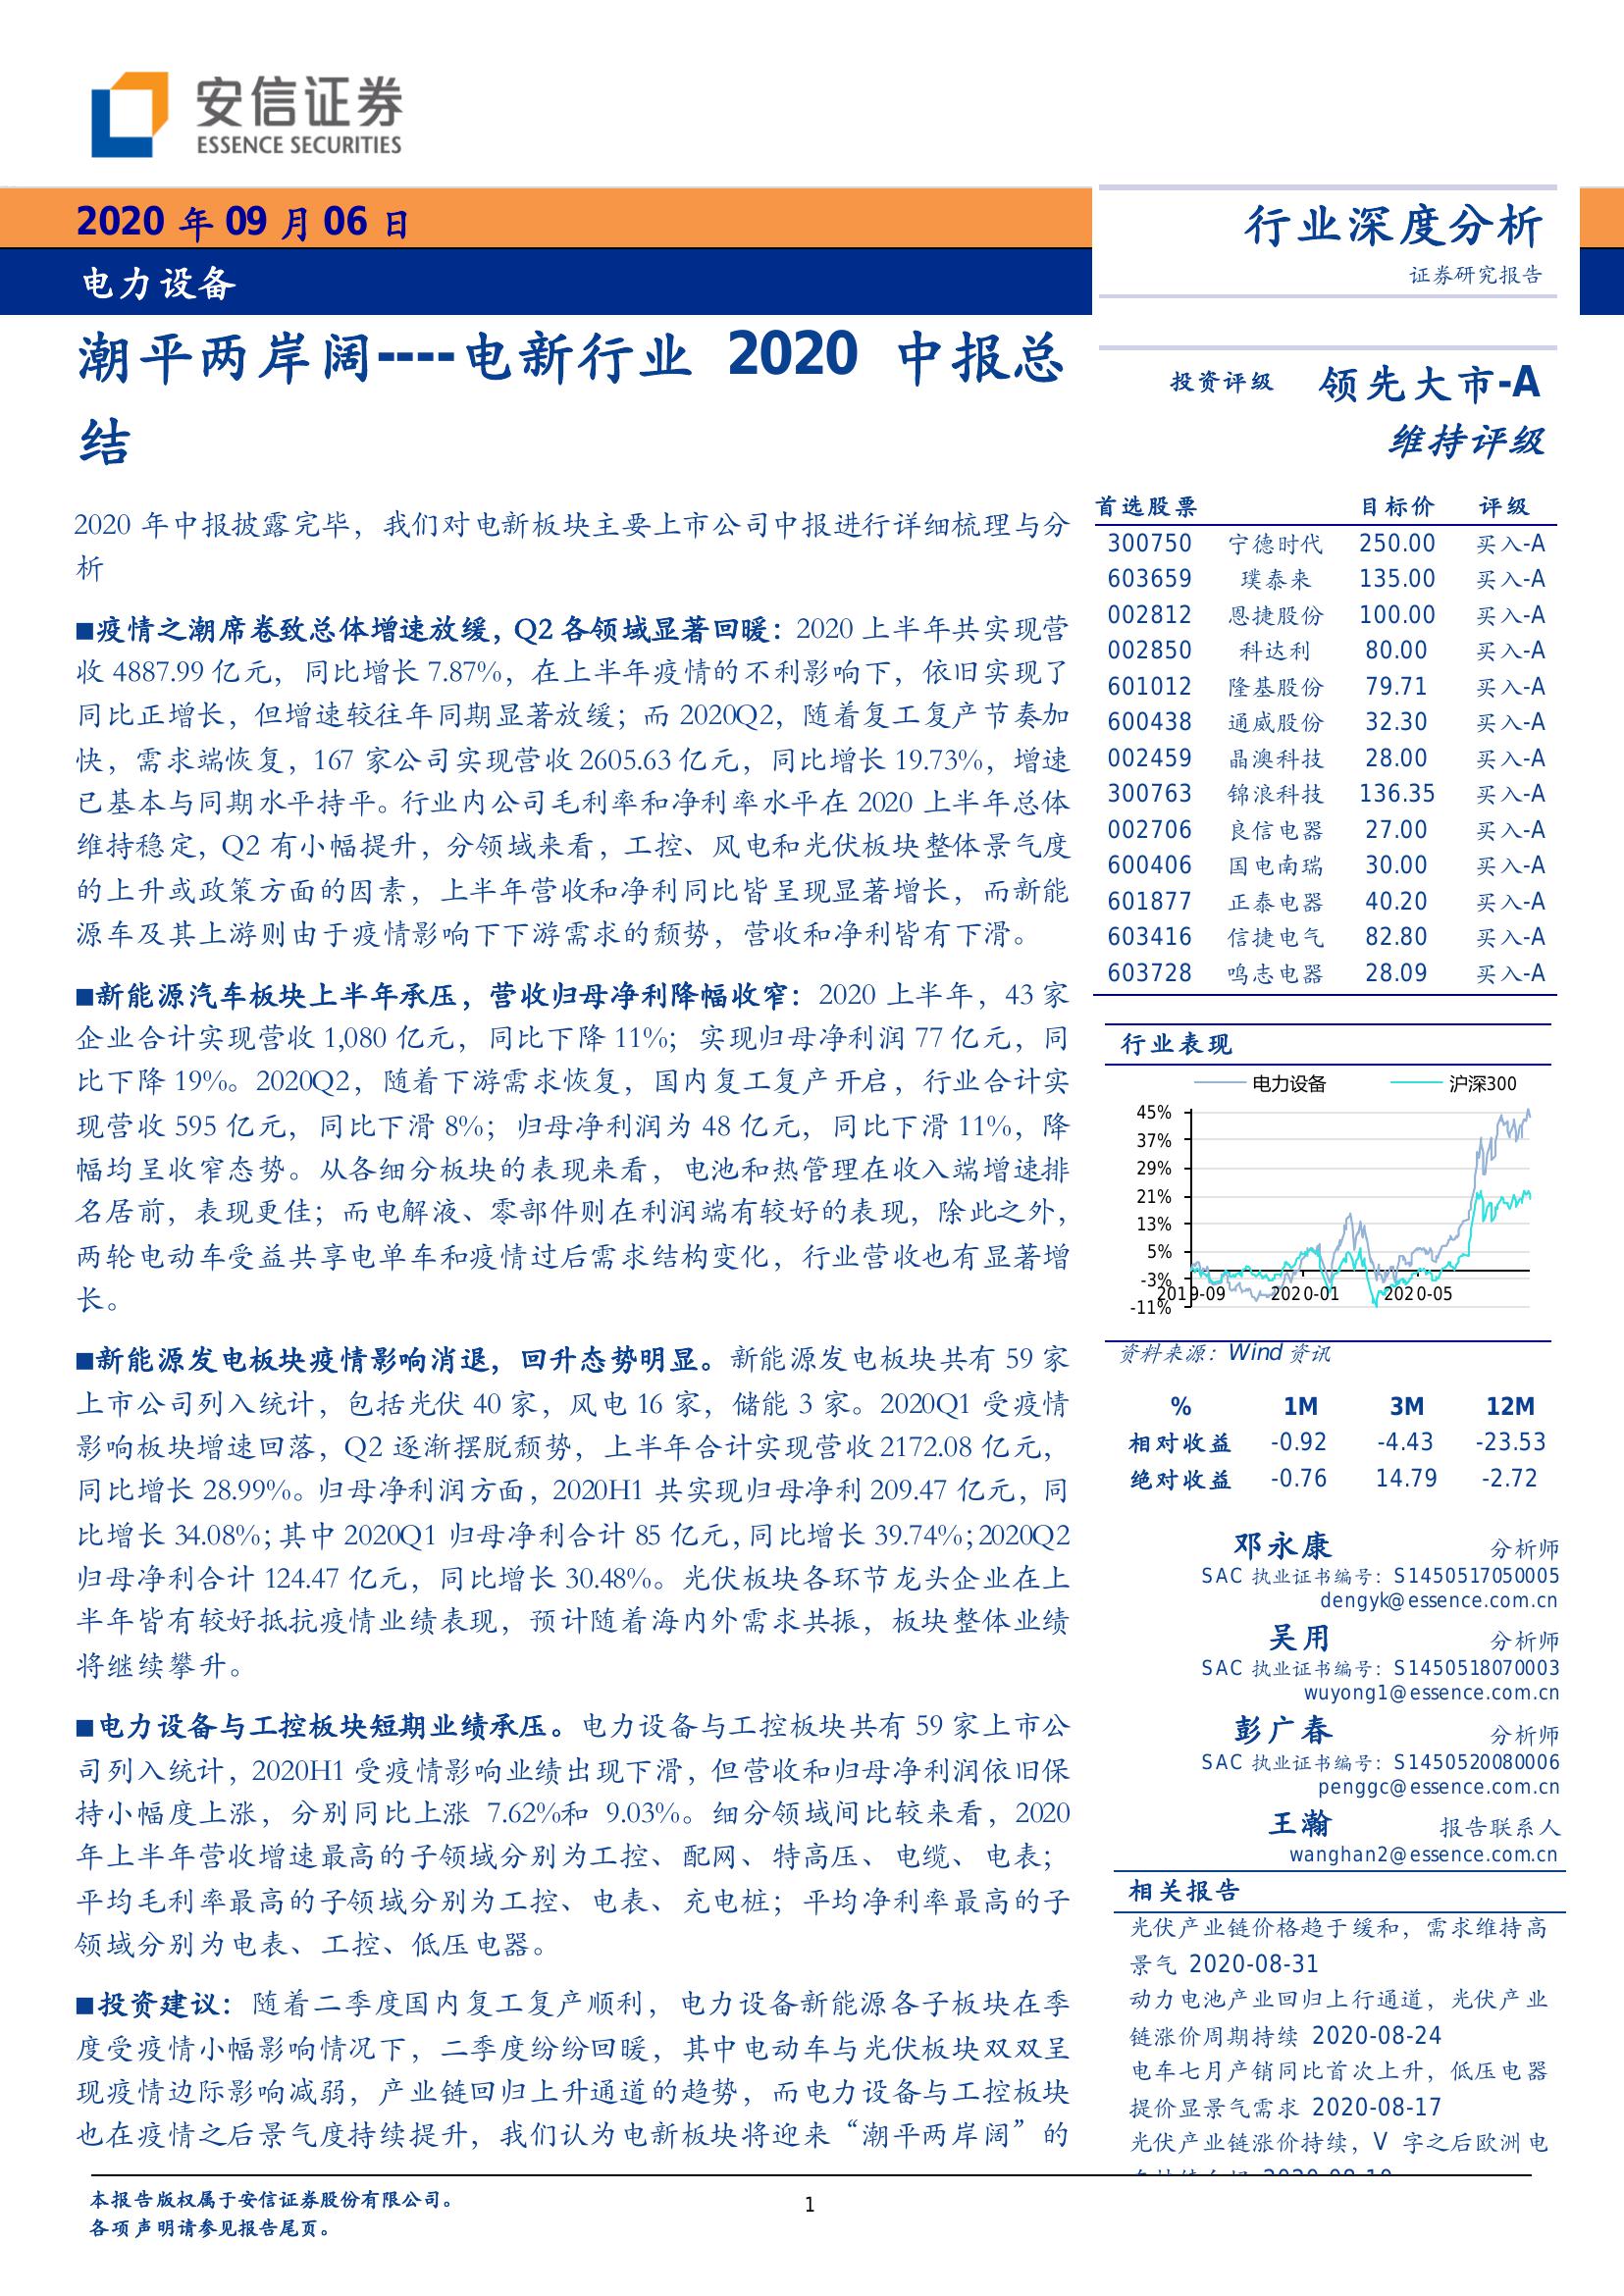 安信证券
ESSENCE SECURITIES
2020 年 09 月 06 日
电力设备
潮平两岸阔----电新行业 2020 中报总
结
2020 年中报披露完毕，我们对电新板块主要上市公司中报进行详细梳理与分
析
■疫情之潮席卷致总体增速放缓，Q2 各领域显著回暖：2020 上半年共实现营
收 4887.99 亿元，同比增长 7.87%，在上半年疫情的不利影响下，依旧实现了
同比正增长，但增速较往年同期显著放缓；而 2020Q2，随着复工复产节奏加
快，需求端恢复，167 家公司实现营收 2605.63 亿元，同比增长 19.73%，增速
已基本与同期水平持平。行业内公司毛利率和净利率水平在 2020 上半年总体
维持稳定，Q2 有小幅提升，分领域来看，工控、风电和光伏板块整体景气度
的上升或政策方面的因素，上半年营收和净利同比皆呈现显著增长，而新能
源车及其上游则由于疫情影响下下游需求的颓势，营收和净利皆有下滑。
■新能源汽车板块上半年承压，营收归母净利降幅收窄：2020 上半年，43 家
企业合计实现营收 1,080 亿元，同比下降 11%；实现归母净利润 77 亿元，同
比下降 19%。2020Q2，随着下游需求恢复，国内复工复产开启，行业合计实
现营收 595 亿元，同比下滑 8%；归母净利润为 48 亿元，同比下滑 11%，降
幅均呈收窄态势。从各细分板块的表现来看，电池和热管理在收入端增速排
名居前，表现更佳；而电解液、零部件则在利润端有较好的表现，除此之外，
两轮电动车受益共享电单车和疫情过后需求结构变化，行业营收也有显著增
长。
■新能源发电板块疫情影响消退，回升态势明显。新能源发电板块共有 59 家
上市公司列入统计，包括光伏 40 家，风电 16 家，储能 3 家。2020Q1 受疫情
影响板块增速回落，Q2 逐渐摆脱颓势，上半年合计实现营收 2172.08 亿元，
同比增长 28.99%。归母净利润方面，2020H1 共实现归母净利 209.47 亿元，同
比增长 34.08%；其中 2020Q1 归母净利合计 85 亿元，同比增长 39.74%；2020Q2
归母净利合计 124.47 亿元，同比增长 30.48%。光伏板块各环节龙头企业在上
半年皆有较好抵抗疫情业绩表现，预计随着海内外需求共振，板块整体业绩
将继续攀升。
■电力设备与工控板块短期业绩承压。电力设备与工控板块共有 59 家上市公
司列入统计，2020H1 受疫情影响业绩出现下滑，但营收和归母净利润依旧保
持小幅度上涨，分别同比上涨 7.62%和 9.03%。细分领域间比较来看，2020
年上半年营收增速最高的子领域分别为工控、配网、特高压、电缆、电表；
平均毛利率最高的子领域分别为工控、电表、充电桩；平均净利率最高的子
领域分别为电表、工控、低压电器。
■投资建议：随着二季度国内复工复产顺利，电力设备新能源各子板块在季
度受疫情小幅影响情况下，二季度纷纷回暖，其中电动车与光伏板块双双呈
现疫情边际影响减弱，产业链回归上升通道的趋势，而电力设备与工控板块
也在疫情之后景气度持续提升，我们认为电新板块将迎来“潮平两岸阔”的
行业深度分析
证券研究报告
投资评级 领先大市-A
维持评级
首选股票 目标价 评级
300750 宁德时代 250.00 买入-A
603659 璞泰来 135.00 买入-A
002812 恩捷股份 100.00 买入-A
002850 科达利 80.00 买入-A
601012 隆基股份 79.71 买入-A
600438 通威股份 32.30 买入-A
002459 晶澳科技 28.00 买入-A
300763 锦浪科技 136.35 买入-A
002706 良信电器 27.00 买入-A
600406 国电南瑞 30.00 买入-A
601877 正泰电器 40.20 买入-A
603416 信捷电气 82.80 买入-A
603728 鸣志电器 28.09 买入-A
行业表现
电力设备 沪深300
45%
37%
29%
21%
13%
5%
-3%
-11%
2019-09 2020-01 2020-05
资料来源：Wind 资讯
% 1M 3M 12M
相对收益 -0.92 -4.43 -23.53
绝对收益 -0.76 14.79 -2.72
邓永康 分析师
SAC 执业证书编号：S1450517050005
dengyk@essence.com.cn
吴用 分析师
SAC 执业证书编号：S1450518070003
wuyong1@essence.com.cn
彭广春 分析师
SAC 执业证书编号：S1450520080006
penggc@essence.com.cn
王瀚 报告联系人
wanghan2@essence.com.cn
相关报告
光伏产业链价格趋于缓和，需求维持高
景气 2020-08-31
动力电池产业回归上行通道，光伏产业
链涨价周期持续 2020-08-24
电车七月产销同比首次上升，低压电器
提价显景气需求 2020-08-17
光伏产业链涨价持续，V 字之后欧洲电
本报告版权属于安信证券股份有限公司。
各项声明请参见报告尾页。
1